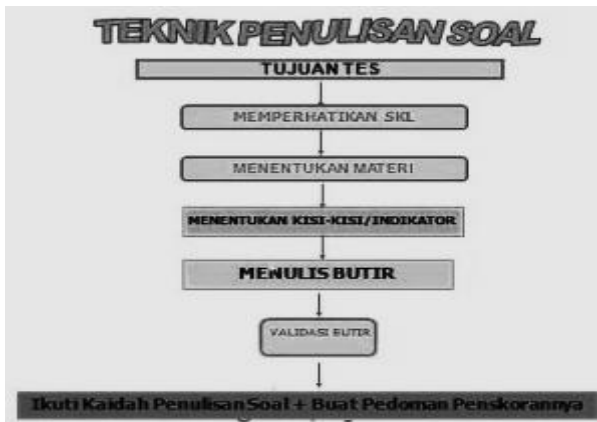 TEKNIK PENULISAN SOAL
TUJUAN TES
MEMPERHATIKAN SKL
MENENTUKAN MATERI
MENENTUKAN KISI-KISI/INDIKATOR
MENULIS BUTIR
VALIDASI BUTIR
Ikuti Kaidah Penulisan Soal + Buat Pedoman Penskorannya